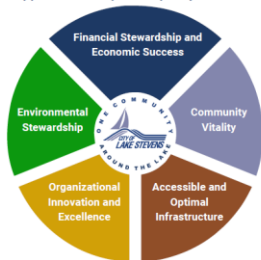 Financial Stewardship and
Economic Success
Environmental
Stewardship
Community
Vitality
ONE COMMUNITY
CITY OF
LAKE STEVENS
AROUND THE LAKE
Organizational
Innovation and
Excellence
Accessible and
Optimal
Infrastructure